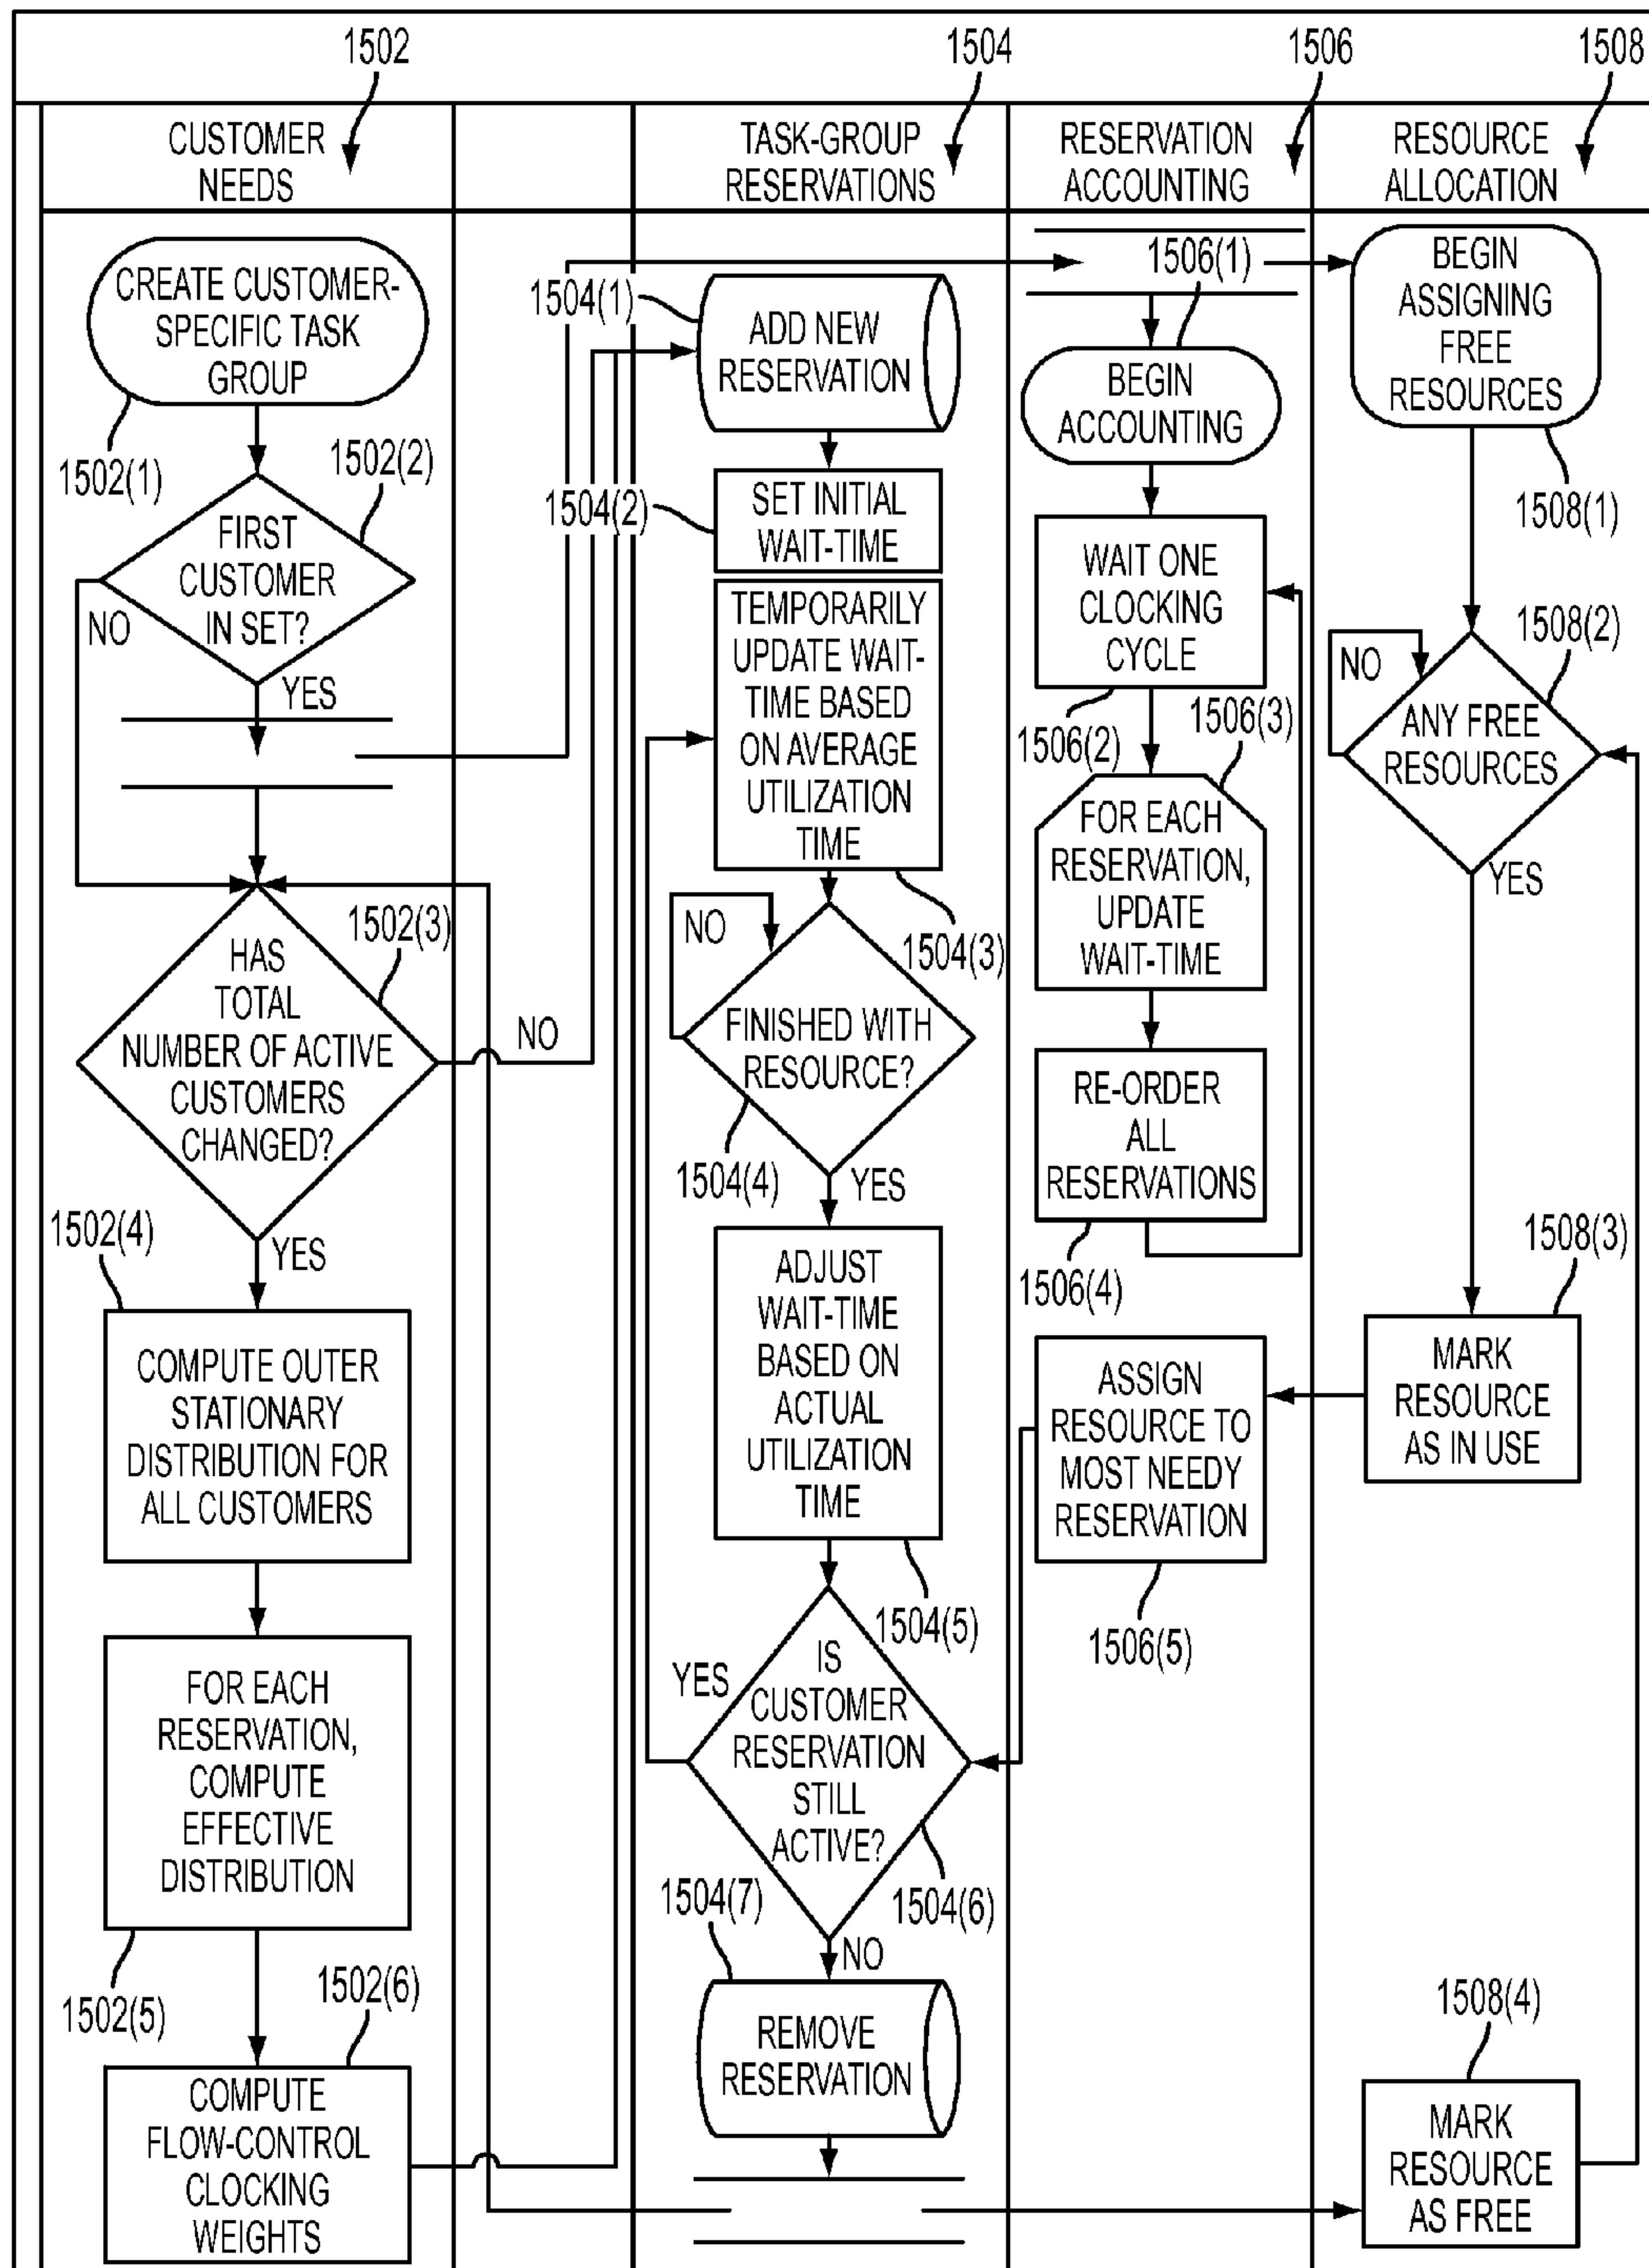 1502
1504
1506
1508
CUSTOMER
NEEDS
TASK-GROUP
RESERVATIONS
RESERVATION
ACCOUNTING
RESOURCE
ALLOCATION
CREATE CUSTOMER-
SPECIFIC TASK
GROUP
1502(1)
1502(2)
FIRST
CUSTOMER
IN SET?
NO
YES
1502(3)
HAS
TOTAL
NUMBER OF ACTIVE
CUSTOMERS
CHANGED?
NO
YES
1502(4)
COMPUTE OUTER
STATIONARY
DISTRIBUTION FOR
ALL CUSTOMERS
FOR EACH
RESERVATION,
COMPUTE
EFFECTIVE
DISTRIBUTION
1502(5)
1502(6)
COMPUTE
FLOW-CONTROL
CLOCKING
WEIGHTS
1504(1)
ADD NEW
RESERVATION
1504(2)
SET INITIAL
WAIT-TIME
TEMPORARILY
UPDATE WAIT-
TIME BASED
ON AVERAGE
UTILIZATION
TIME
1504(3)
NO
FINISHED WITH
RESOURCE?
1504(4)
YES
ADJUST
WAIT-TIME
BASED ON
ACTUAL
UTILIZATION
TIME
1504(5)
YES
IS
CUSTOMER
RESERVATION
STILL
ACTIVE?
1504(6)
1504(7)
NO
REMOVE
RESERVATION
1506(1)
BEGIN
ACCOUNTING
WAIT ONE
CLOCKING
CYCLE
1506(2)
1506(3)
FOR EACH
RESERVATION,
UPDATE
WAIT-TIME
RE-ORDER
ALL
RESERVATIONS
1506(4)
ASSIGN
RESOURCE TO
MOST NEEDY
RESERVATION
1506(5)
BEGIN
ASSIGNING
FREE
RESOURCES
1508(1)
1508(2)
NO
ANY FREE
RESOURCES
YES
1508(3)
MARK
RESOURCE
AS IN USE
1508(4)
MARK
RESOURCE
AS FREE